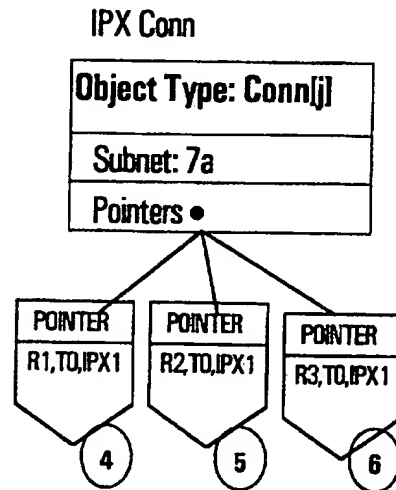 IPX Conn
Object Type: Conn[j]
Subnet: 7a
Pointers
POINTER
R1,TO,IPX1
4
POINTER
R2,TO,IPX1
5
POINTER
R3,TO,IPX1
6